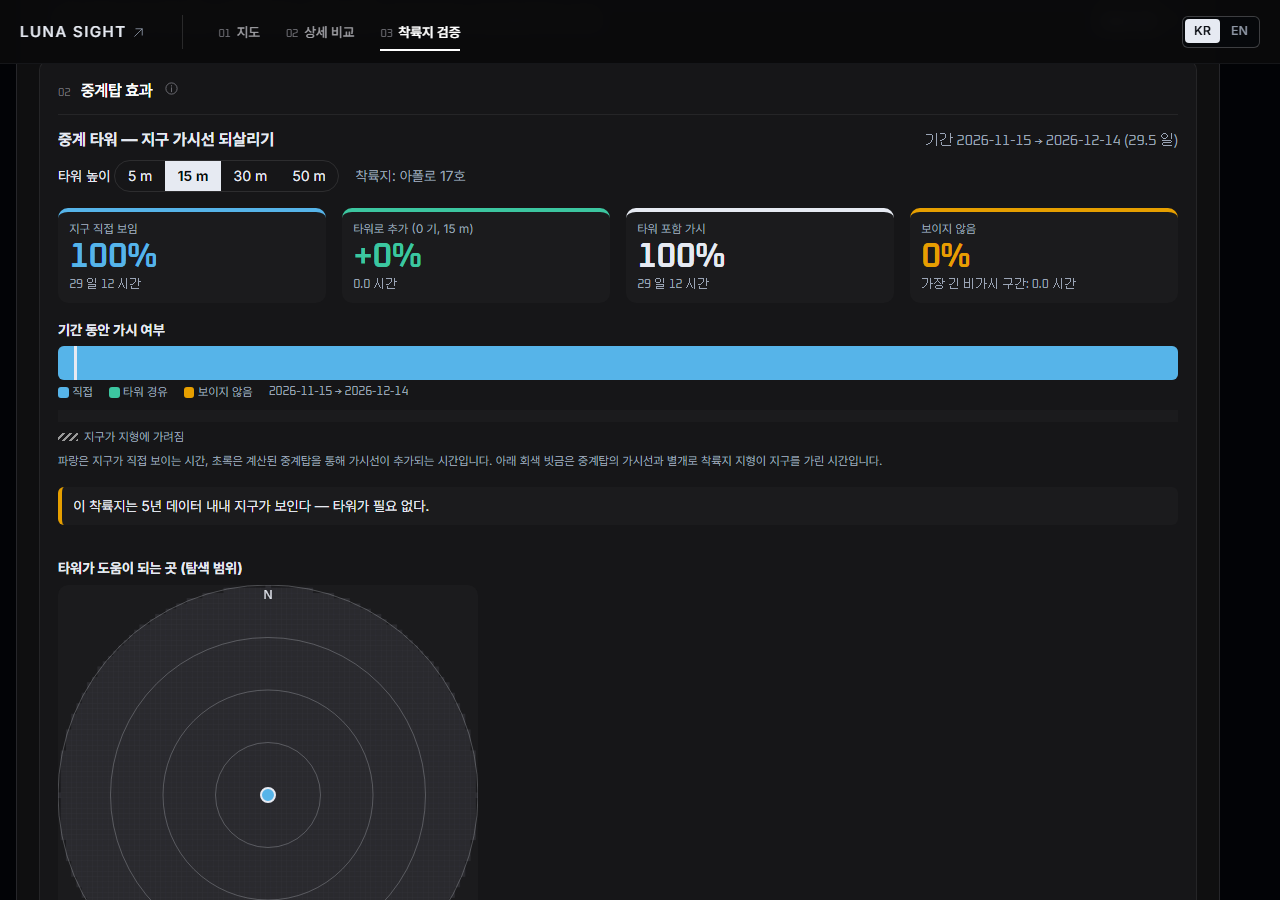 LUNA SIGHT ↗
01 지도
02 상세 비교
03 착륙지 검증
KR EN
02 중계탑 효과 ⓘ
중계 타워 — 지구 가시선 되살리기
기간 2026-11-15 → 2026-12-14 (29.5 일)
타워 높이 5 m 15 m 30 m 50 m 착륙지: 아폴로 17호
지구 직접 보임
100%
29 일 12 시간
타워로 추가 (0 기, 15 m)
+0%
0.0 시간
타워 포함 가시
100%
29 일 12 시간
보이지 않음
0%
가장 긴 비가시 구간: 0.0 시간
기간 동안 가시 여부
직접 타워 경유 보이지 않음 2026-11-15 → 2026-12-14
지구가 지형에 가려짐
파랑은 지구가 직접 보이는 시간, 초록은 계산된 중계탑을 통해 가시선이 추가되는 시간입니다. 아래 회색 빗금은 중계탑의 가시선과 별개로 착륙지 지형이 지구를 가린 시간입니다.
이 착륙지는 5년 데이터 내내 지구가 보인다 — 타워가 필요 없다.
타워가 도움이 되는 곳 (탐색 범위)
N